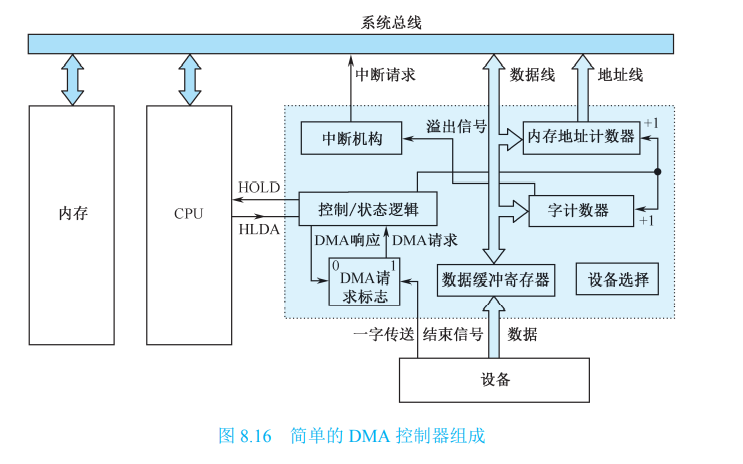 系统总线
中断请求
数据线
地址线
中断机构
溢出信号
内存地址计数器
+1
内存
CPU
HOLD
HLDA
控制/状态逻辑
字计数器
+1
DMA响应
DMA请求
0
1
DMA请
求标志
数据缓冲寄存器
设备选择
一字传送
结束信号
数据
设备
图 8.16 简单的 DMA 控制器组成